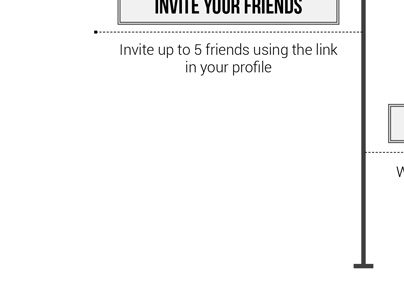 INVITE YOUR FRIENDS
Invite up to 5 friends using the link
in your profile
W